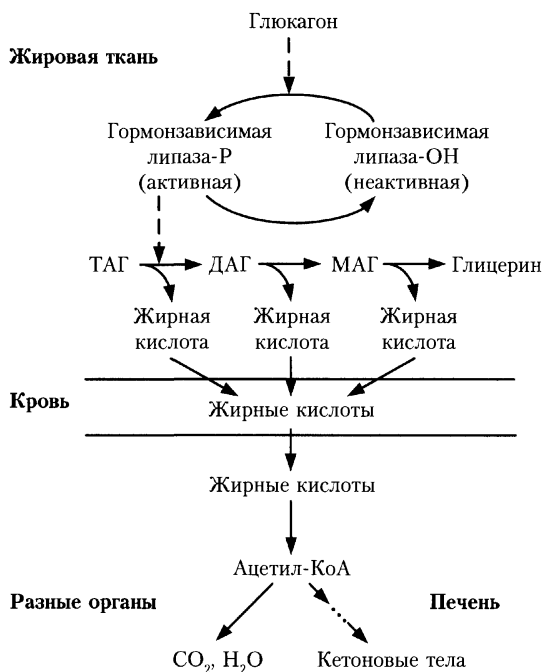 Глюкагон
Жировая ткань
Гормонзависимая Гормонзависимая
липаза-Р липаза-ОН
(активная) (неактивная)
ТАГ ДАГ МАГ Глицерин
Жирная Жирная Жирная
кислота кислота кислота
Кровь Жирные кислоты
Жирные кислоты
Ацетил-КоА
Разные органы Печень
CO₂, H₂O Кетоновые тела